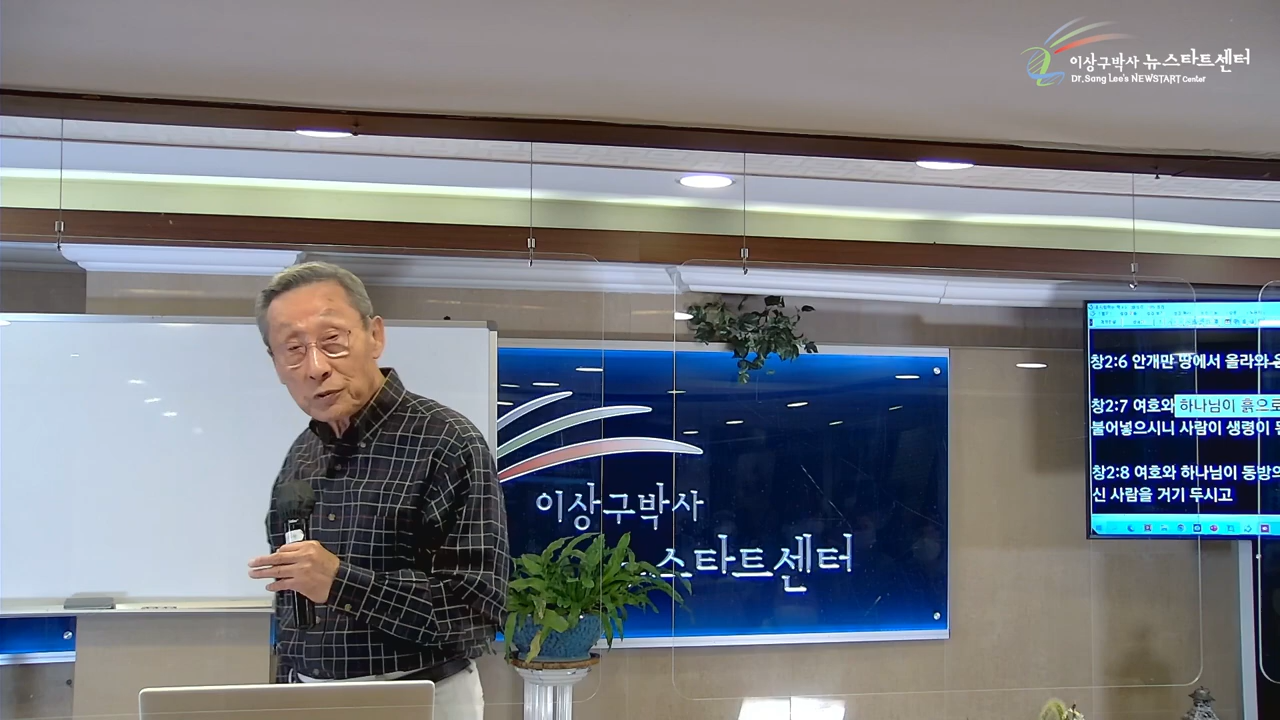 이상구박사 뉴스타트센터
Dr. Sang Lee's NEWSTART Center
이상구박사
스타트센터
창2:6 안개만 땅에서 올라와 온
창2:7 여호와 하나님이 흙으로
불어넣으시니 사람이 생령이
창2:8 여호와 하나님이 동방으
신 사람을 거기 두시고